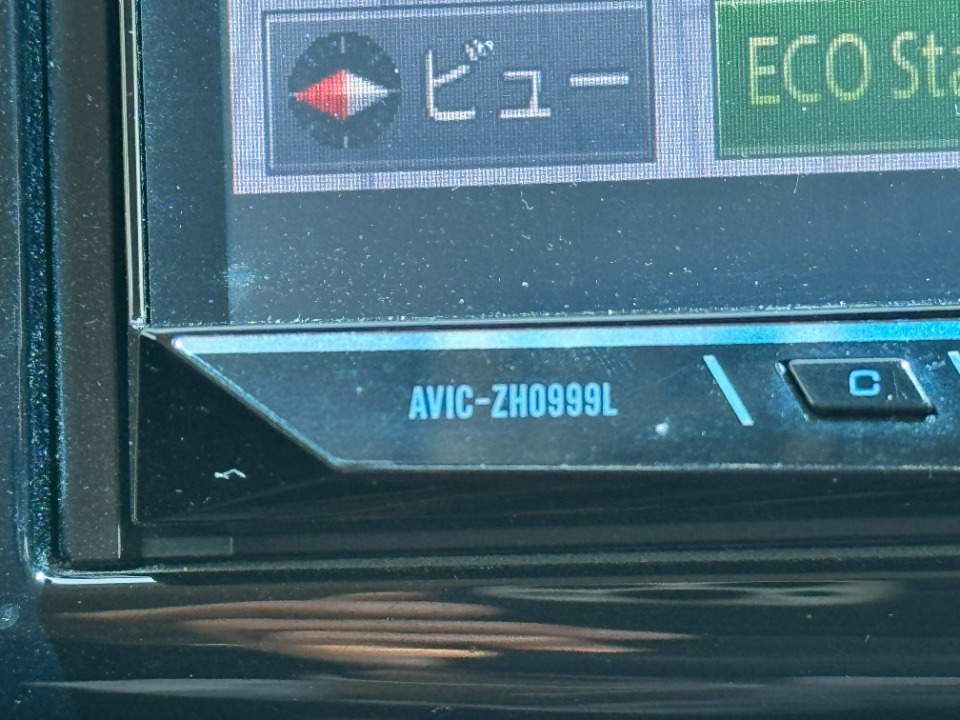 ビュー
ECO Sta
AVIC-ZH0999L
C